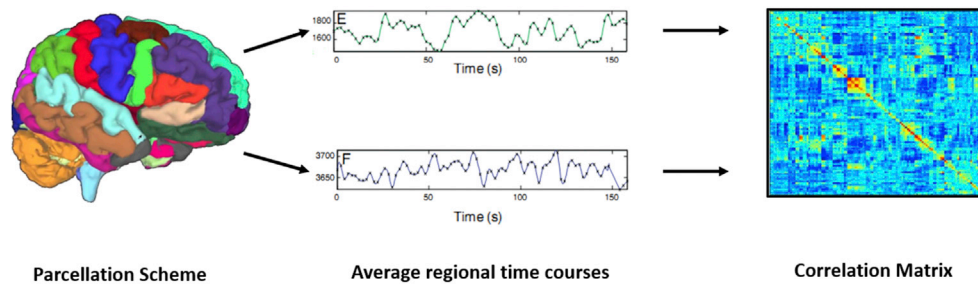 E
1800
1600
0 50 100 150
Time (s)
F
3700
3650
0 50 100 150
Time (s)
Parcellation Scheme
Average regional time courses
Correlation Matrix